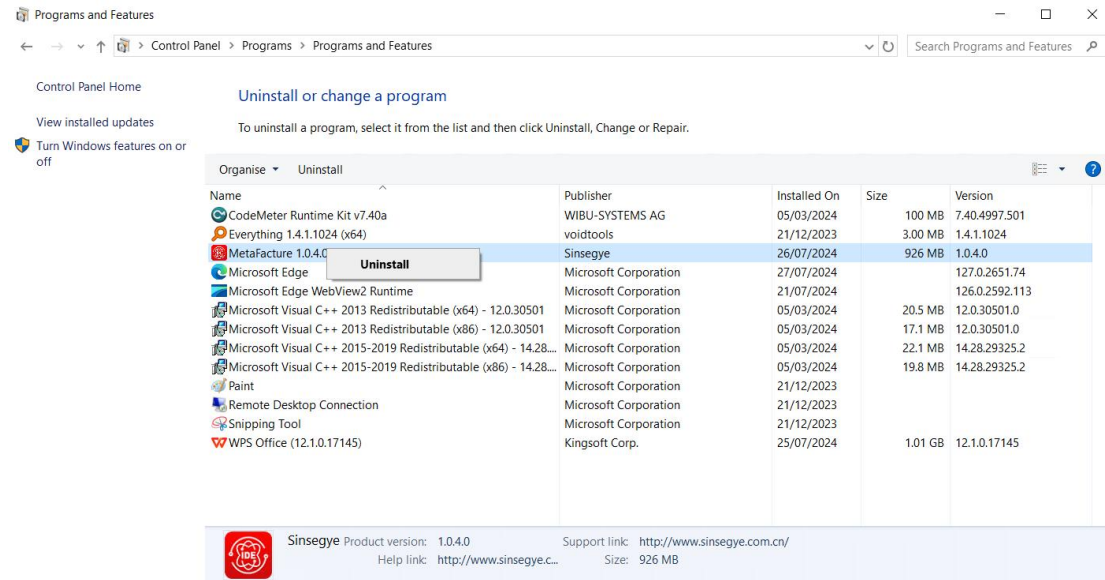 Programs and Features
Control Panel > Programs > Programs and Features
Search Programs and Features
Control Panel Home
View installed updates
Turn Windows features on or
off
Uninstall or change a program
To uninstall a program, select it from the list and then click Uninstall, Change or Repair.
Organise Uninstall
Name Publisher Installed On Size Version
CodeMeter Runtime Kit v7.40a WIBU-SYSTEMS AG 05/03/2024 100 MB 7.40.4997.501
Everything 1.4.1.1024 (x64) voidtools 21/12/2023 3.00 MB 1.4.1.1024
MetaFacture 1.0.4.0 Sinsegye 26/07/2024 926 MB 1.0.4.0
Uninstall
Microsoft Edge Microsoft Corporation 27/07/2024 127.0.2651.74
Microsoft Edge WebView2 Runtime Microsoft Corporation 21/07/2024 126.0.2592.113
Microsoft Visual C++ 2013 Redistributable (x64) - 12.0.30501 Microsoft Corporation 05/03/2024 20.5 MB 12.0.30501.0
Microsoft Visual C++ 2013 Redistributable (x86) - 12.0.30501 Microsoft Corporation 05/03/2024 17.1 MB 12.0.30501.0
Microsoft Visual C++ 2015-2019 Redistributable (x64) - 14.28.... Microsoft Corporation 05/03/2024 22.1 MB 14.28.29325.2
Microsoft Visual C++ 2015-2019 Redistributable (x86) - 14.28.... Microsoft Corporation 05/03/2024 19.8 MB 14.28.29325.2
Paint Microsoft Corporation 21/12/2023
Remote Desktop Connection Microsoft Corporation 21/12/2023
Snipping Tool Microsoft Corporation 21/12/2023
WPS Office (12.1.0.17145) Kingsoft Corp. 25/07/2024 1.01 GB 12.1.0.17145
IDE
Sinsegye Product version: 1.0.4.0 Support link: http://www.sinsegye.com.cn/
Help link: http://www.sinsegye.c... Size: 926 MB